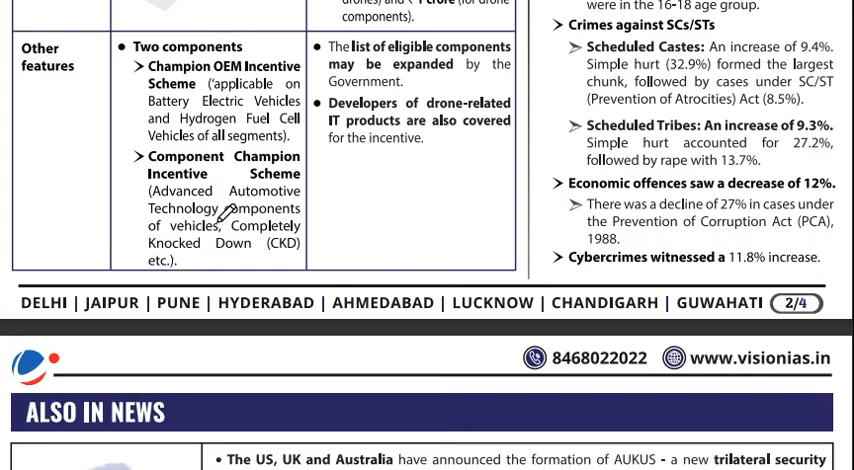 drones) and ₹ 1 crore (for drone
components).
Other
features
• Two components
Champion OEM Incentive
Scheme (‘applicable on
Battery Electric Vehicles
and Hydrogen Fuel Cell
Vehicles of all segments).
Component Champion
Incentive Scheme
(Advanced Automotive
Technology components
of vehicles, Completely
Knocked Down (CKD)
etc.).
• The list of eligible components
may be expanded by the
Government.
• Developers of drone-related
IT products are also covered
for the incentive.
were in the 16-18 age group.
Crimes against SCs/STs
Scheduled Castes: An increase of 9.4%.
Simple hurt (32.9%) formed the largest
chunk, followed by cases under SC/ST
(Prevention of Atrocities) Act (8.5%).
Scheduled Tribes: An increase of 9.3%.
Simple hurt accounted for 27.2%,
followed by rape with 13.7%.
Economic offences saw a decrease of 12%.
There was a decline of 27% in cases under
the Prevention of Corruption Act (PCA),
1988.
Cybercrimes witnessed a 11.8% increase.
DELHI | JAIPUR | PUNE | HYDERABAD | AHMEDABAD | LUCKNOW | CHANDIGARH | GUWAHATI 2/4
8468022022 www.visionias.in
ALSO IN NEWS
• The US, UK and Australia have announced the formation of AUKUS - a new trilateral security